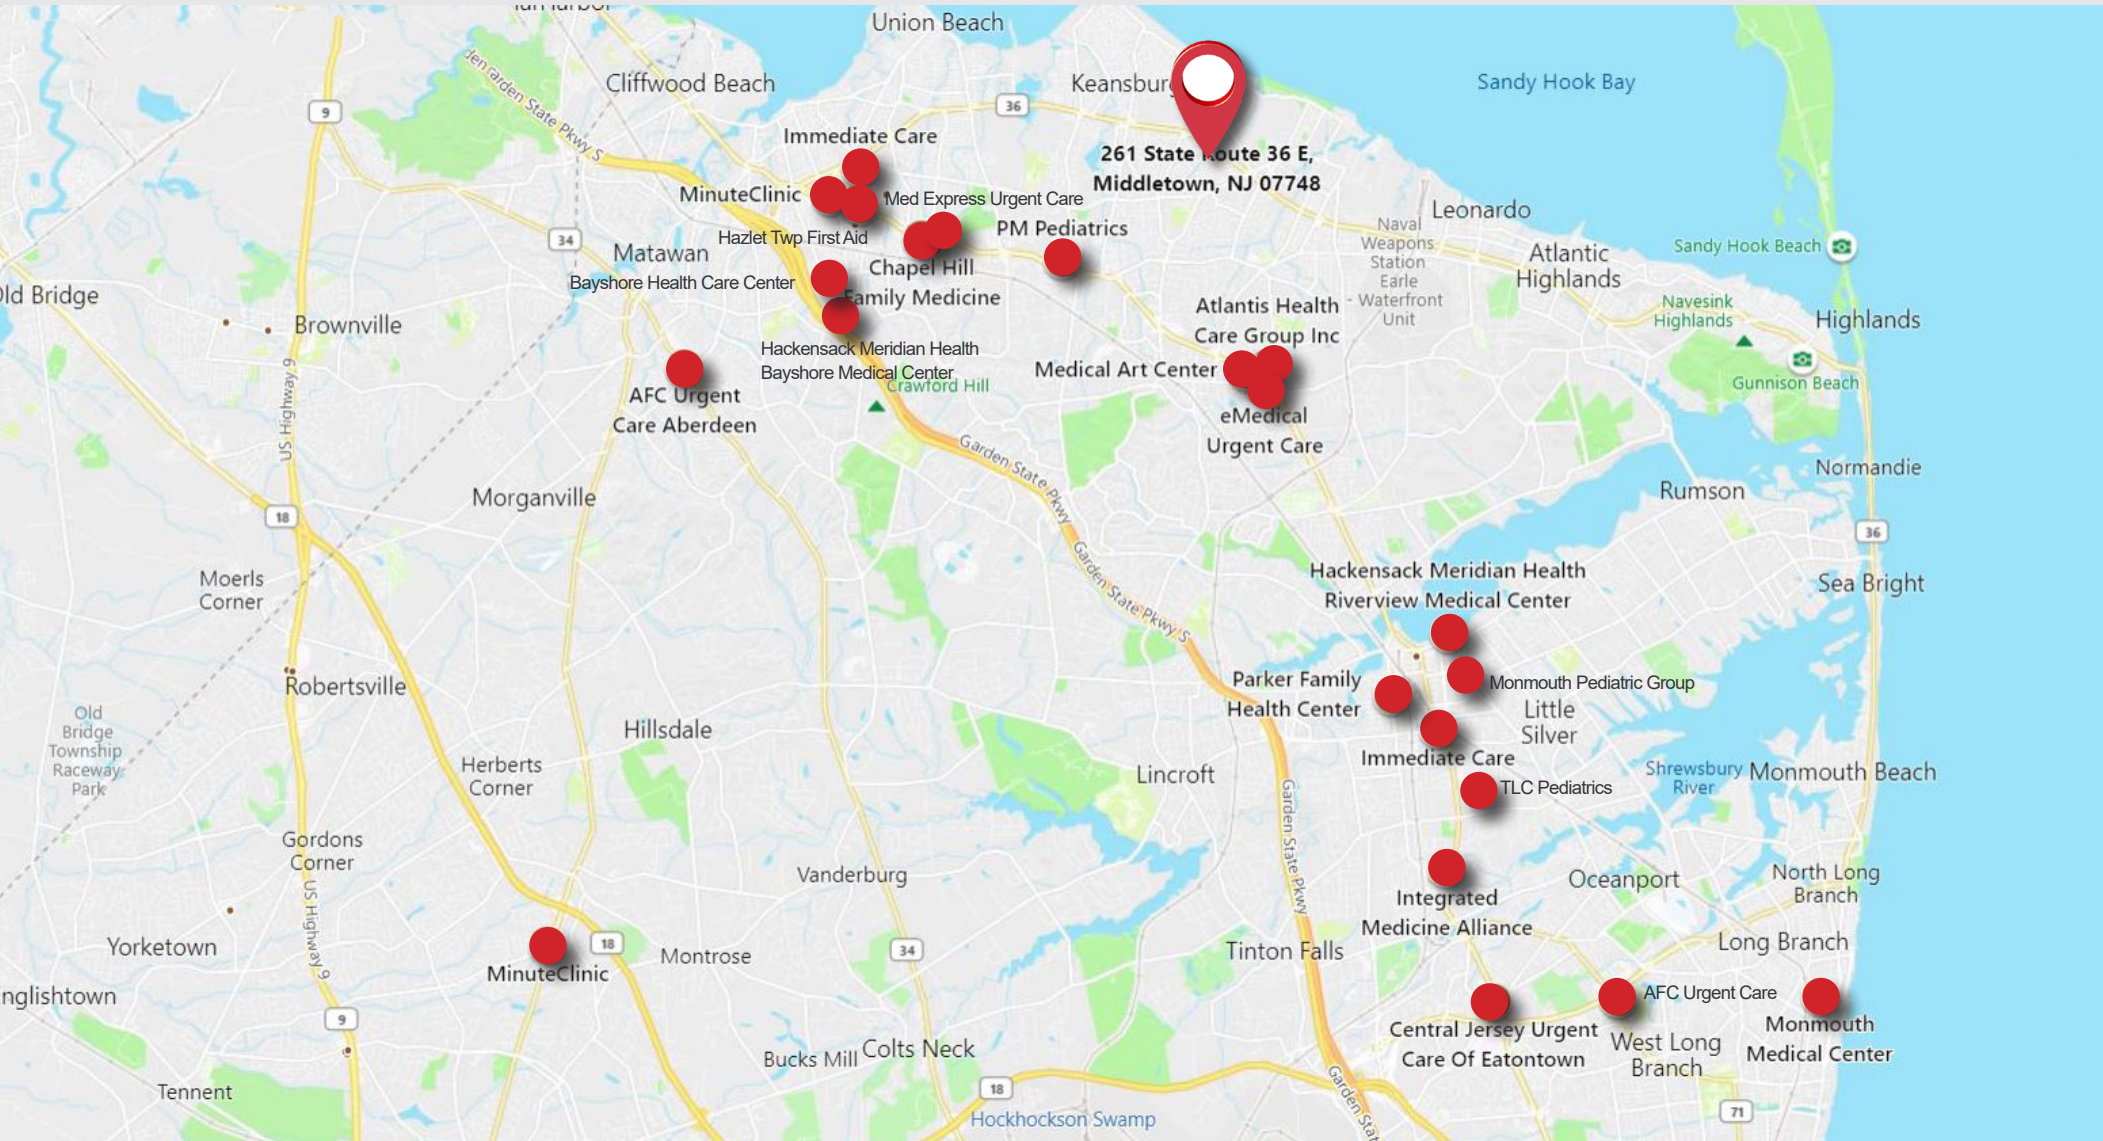 Union Beach
Cliffwood Beach
Keansburg
Sandy Hook Bay
Garden State Pkwy S
9
36
Immediate Care
261 State Route 36 E,
Middletown, NJ 07748
MinuteClinic
Med Express Urgent Care
PM Pediatrics
Hazlet Twp First Aid
34
Matawan
Bayshore Health Care Center
Chapel Hill
Family Medicine
Leonardo
Naval
Weapons
Station
Earle
- Waterfront
Unit
Atlantic
Highlands
Sandy Hook Beach
Old Bridge
Brownville
Atlantis Health
Care Group Inc
Navesink
Highlands
Highlands
Hackensack Meridian Health
Bayshore Medical Center
Crawford Hill
Medical Art Center
Gunnison Beach
AFC Urgent
Care Aberdeen
eMedical
Urgent Care
US Highway 9
Garden State Pkwy
Normandie
Morganville
Rumson
18
36
Moerls
Corner
Garden State Pkwy S
Hackensack Meridian Health
Riverview Medical Center
Sea Bright
Robertsville
Parker Family
Health Center
Monmouth Pediatric Group
Little
Silver
Old
Bridge
Township
Raceway
Park
Hillsdale
Immediate Care
Herberts
Corner
Lincroft
TLC Pediatrics
Shrewsbury
River
Monmouth Beach
Garden State Pkwy
Gordons
Corner
Vanderburg
Integrated
Medicine Alliance
Oceanport
North Long
Branch
US Highway 9
Yorketown
MinuteClinic
18
Montrose
34
Tinton Falls
Long Branch
nglishtown
9
Central Jersey Urgent
Care Of Eatontown
AFC Urgent Care
West Long
Branch
Monmouth
Medical Center
Bucks Mill
Colts Neck
Tennent
18
Hockhockson Swamp
Garden Stat
71